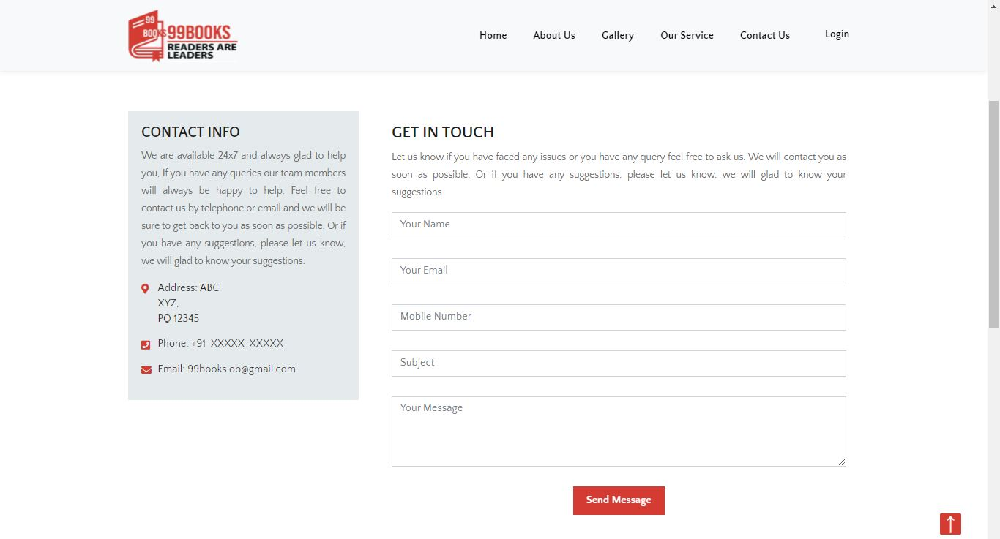 99
BOOKS
99BOOKS
READERS ARE
LEADERS
Home
About Us
Gallery
Our Service
Contact Us
Login
CONTACT INFO
We are available 24x7 and always glad to help
you, If you have any queries our team members
will always be happy to help. Feel free to
contact us by telephone or email and we will be
sure to get back to you as soon as possible. Or if
you have any suggestions, please let us know,
we will glad to know your suggestions.
Address: ABC
XYZ,
PQ 12345
Phone: +91-XXXXX-XXXXX
Email: 99books.ob@gmail.com
GET IN TOUCH
Let us know if you have faced any issues or you have any query feel free to ask us. We will contact you as
soon as possible. Or if you have any suggestions, please let us know, we will glad to know your
suggestions.
Your Name
Your Email
Mobile Number
Subject
Your Message
Send Message